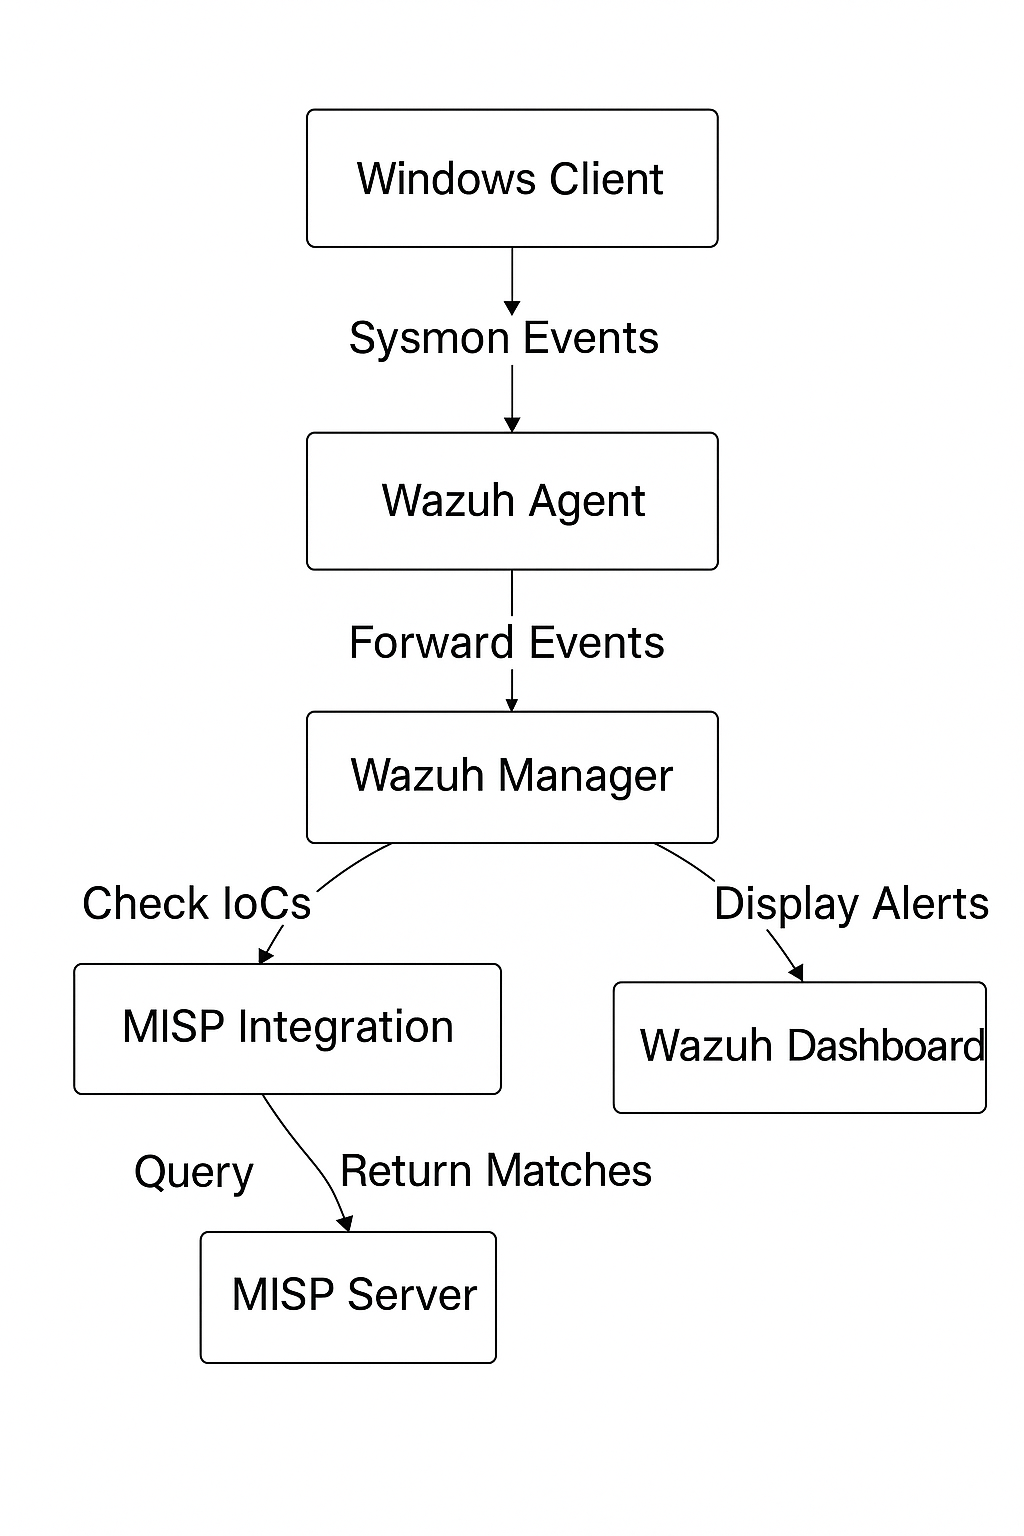 Windows Client
Sysmon Events
Wazuh Agent
Forward Events
Wazuh Manager
Check IoCs
Display Alerts
MISP Integration
Wazuh Dashboard
Query
Return Matches
MISP Server